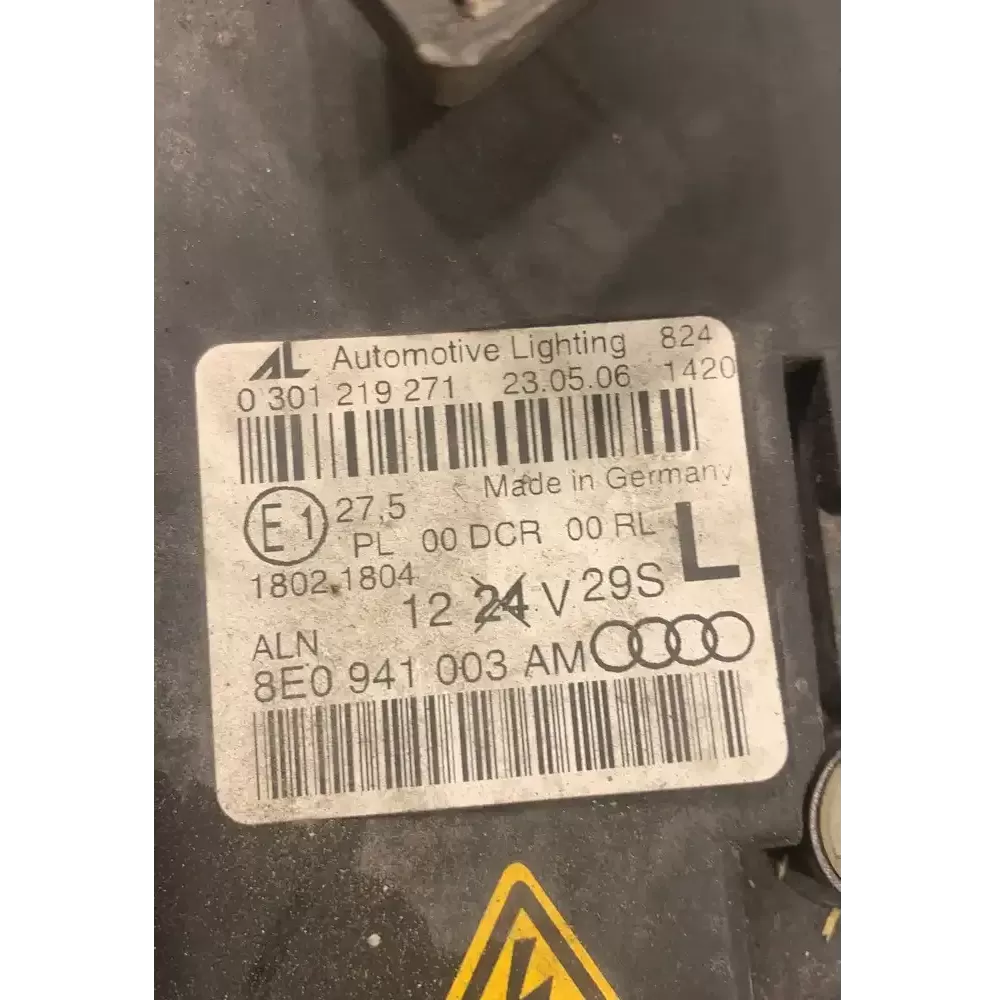 AL Automotive Lighting 824
0 301 219 271 23.05.06 1420
Made in Germany
E1 27,5
PL 00 DCR 00 RL L
1802,1804
12 24 V 29S
ALN
8E0 941 003 AM